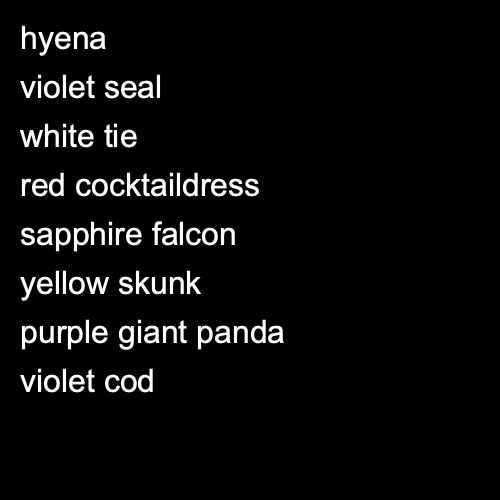 hyena
violet seal
white tie
red cocktaildress
sapphire falcon
yellow skunk
purple giant panda
violet cod